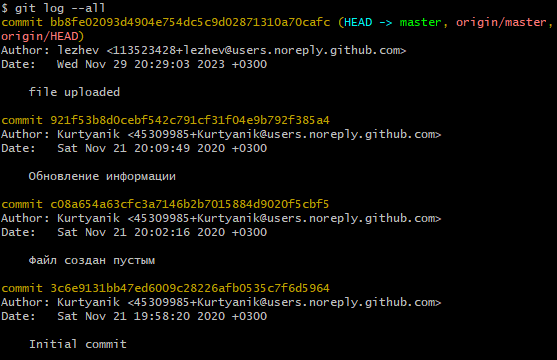 $ git log --all
commit bb8fe02093d4904e754dc5c9d02871310a70cafc (HEAD -> master, origin/master,
origin/HEAD)
Author: lezhev <113523428+lezhev@users.noreply.github.com>
Date:   Wed Nov 29 20:29:03 2023 +0300
    file uploaded
commit 921f53b8d0cebf542c791cf31f04e9b792f385a4
Author: Kurtyanik <45309985+Kurtyanik@users.noreply.github.com>
Date:   Sat Nov 21 20:09:49 2020 +0300
    Обновление информации
commit c08a654a63cfc3a7146b2b7015884d9020f5cbf5
Author: Kurtyanik <45309985+Kurtyanik@users.noreply.github.com>
Date:   Sat Nov 21 20:02:16 2020 +0300
    Файл создан пустым
commit 3c6e9131bb47ed6009c28226afb0535c7f6d5964
Author: Kurtyanik <45309985+Kurtyanik@users.noreply.github.com>
Date:   Sat Nov 21 19:58:20 2020 +0300
    Initial commit